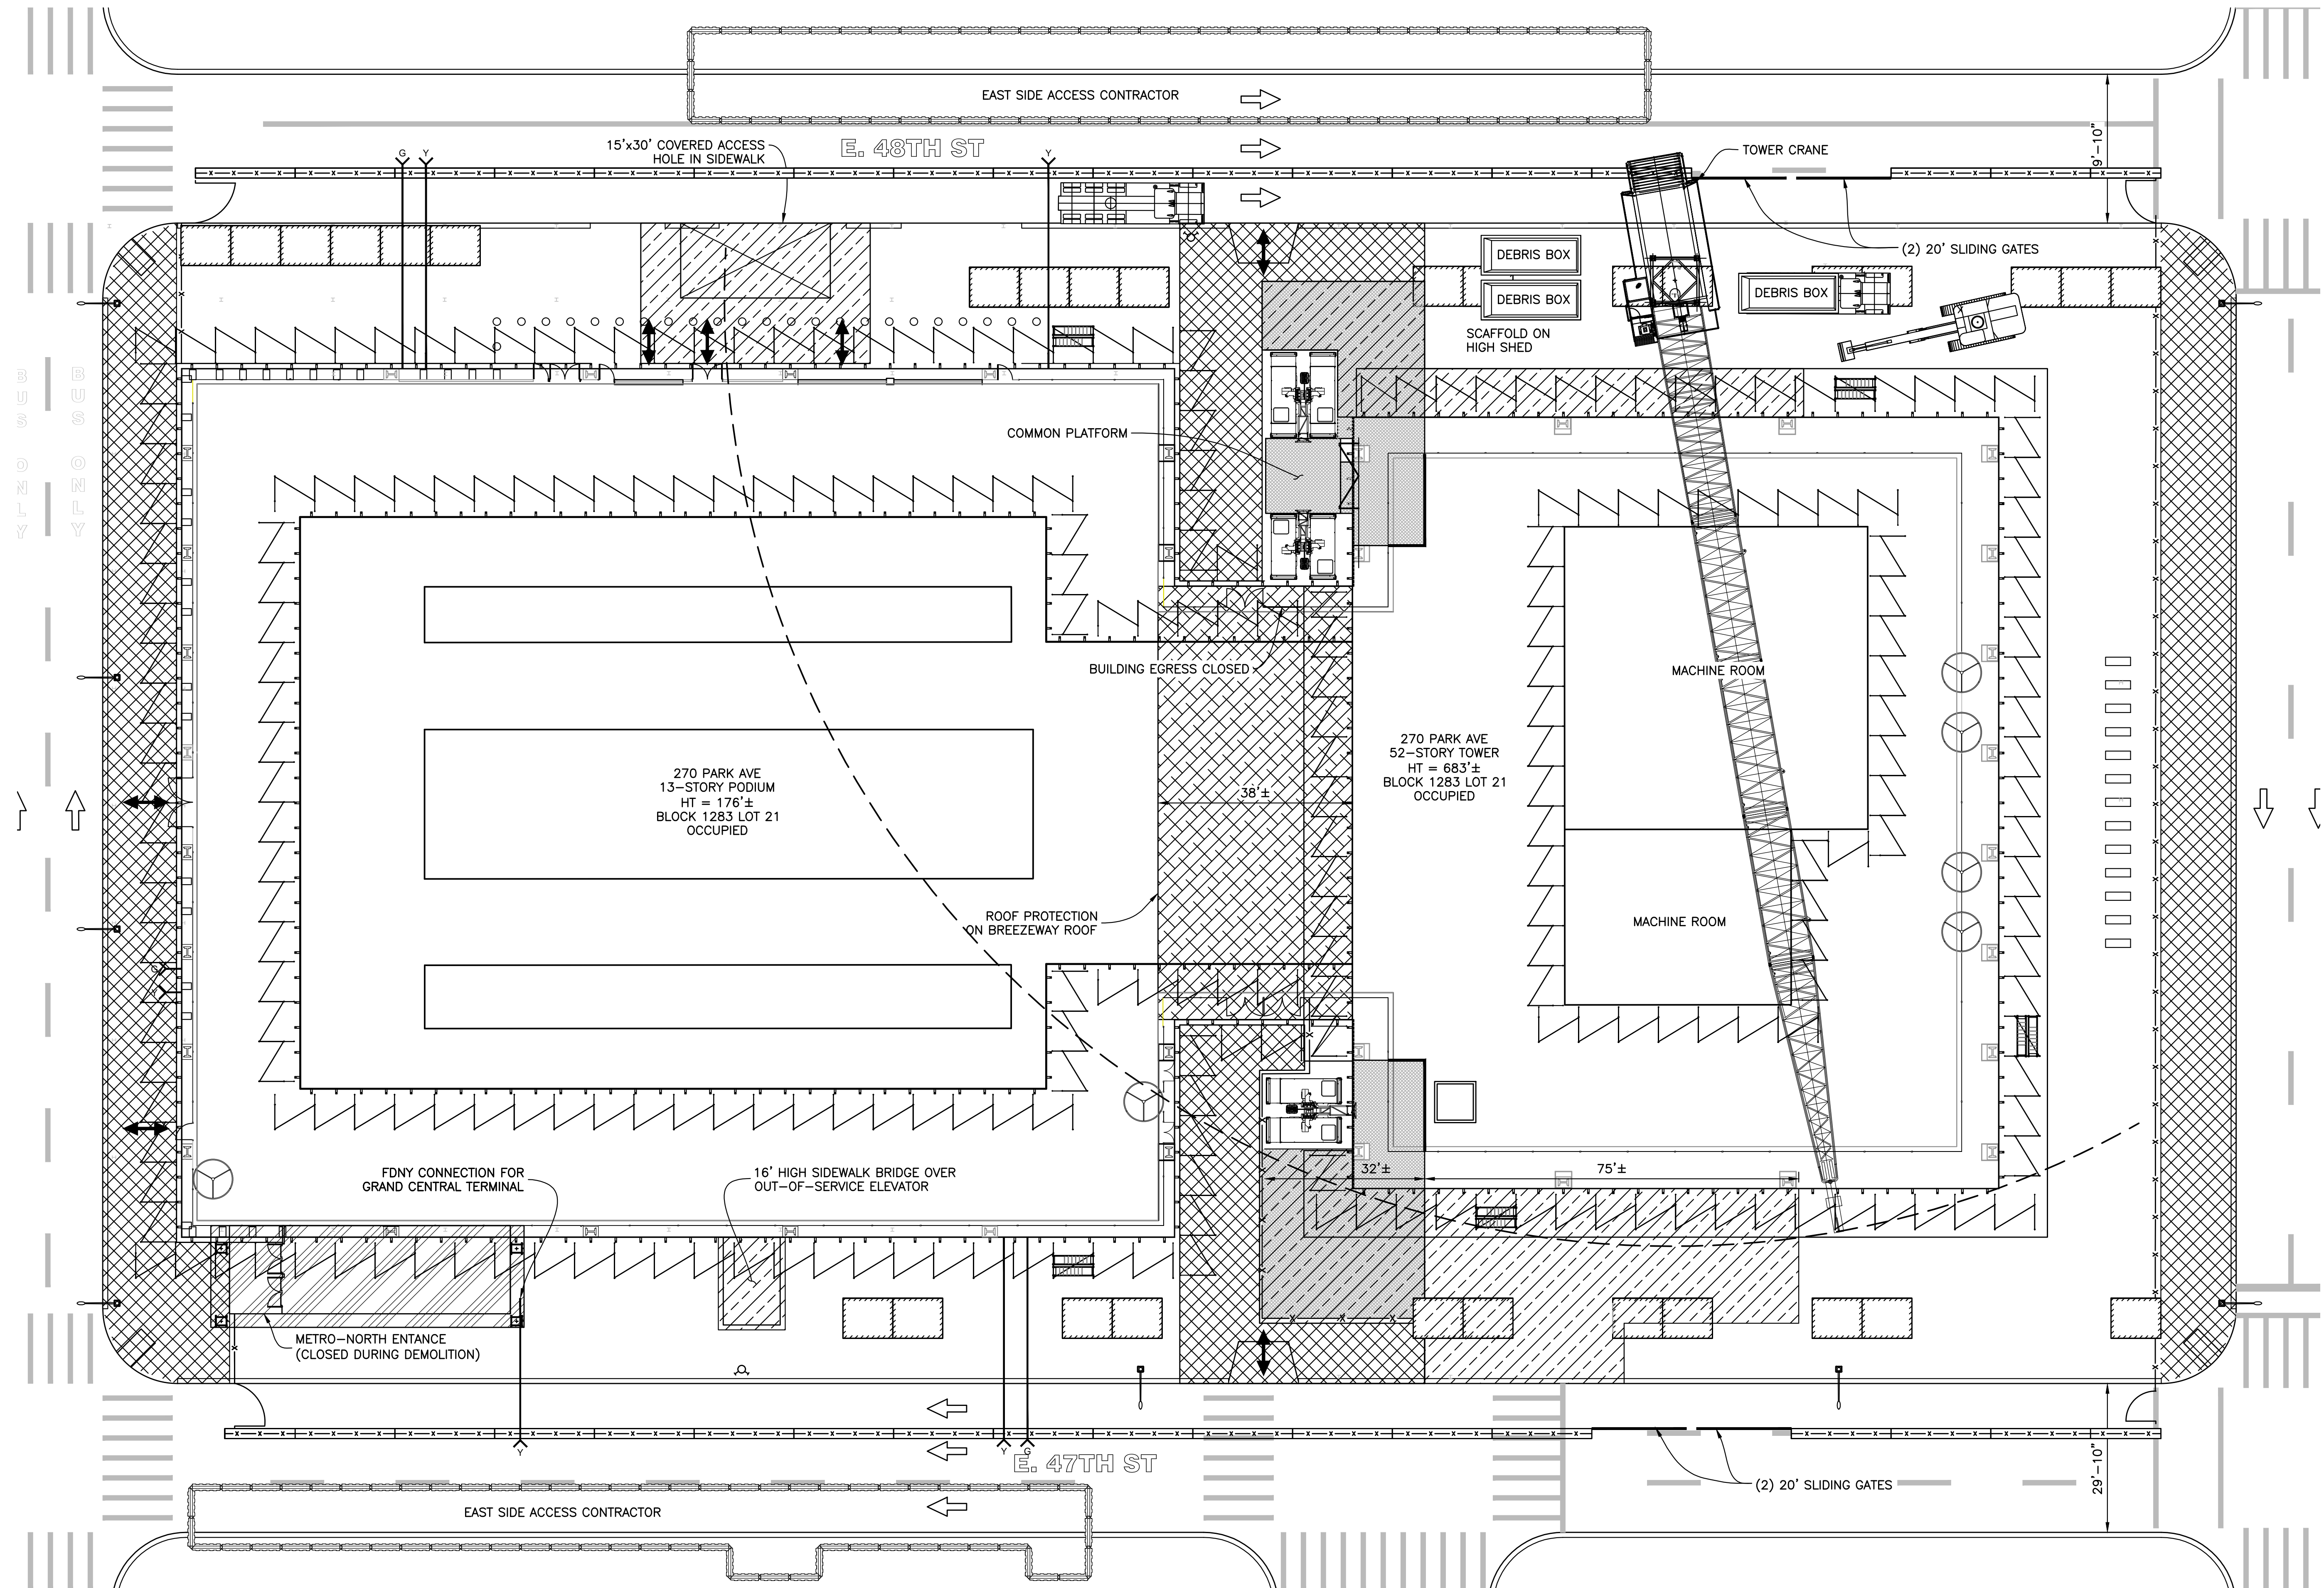 EAST SIDE ACCESS CONTRACTOR
E. 48TH ST
15'x30' COVERED ACCESS
HOLE IN SIDEWALK
TOWER CRANE
9'-10"
G
Y
Y
(2) 20' SLIDING GATES
DEBRIS BOX
DEBRIS BOX
DEBRIS BOX
SCAFFOLD ON
HIGH SHED
BUS ONLY
BUS ONLY
COMMON PLATFORM
BUILDING EGRESS CLOSED
MACHINE ROOM
270 PARK AVE
13-STORY PODIUM
HT = 176'±
BLOCK 1283 LOT 21
OCCUPIED
38'±
270 PARK AVE
52-STORY TOWER
HT = 683'±
BLOCK 1283 LOT 21
OCCUPIED
ROOF PROTECTION
ON BREEZEWAY ROOF
MACHINE ROOM
G
Y
FDNY CONNECTION FOR
GRAND CENTRAL TERMINAL
16' HIGH SIDEWALK BRIDGE OVER
OUT-OF-SERVICE ELEVATOR
32'±
75'±
METRO-NORTH ENTANCE
(CLOSED DURING DEMOLITION)
Y
Y
G
E. 47TH ST
(2) 20' SLIDING GATES
29'-10"
EAST SIDE ACCESS CONTRACTOR